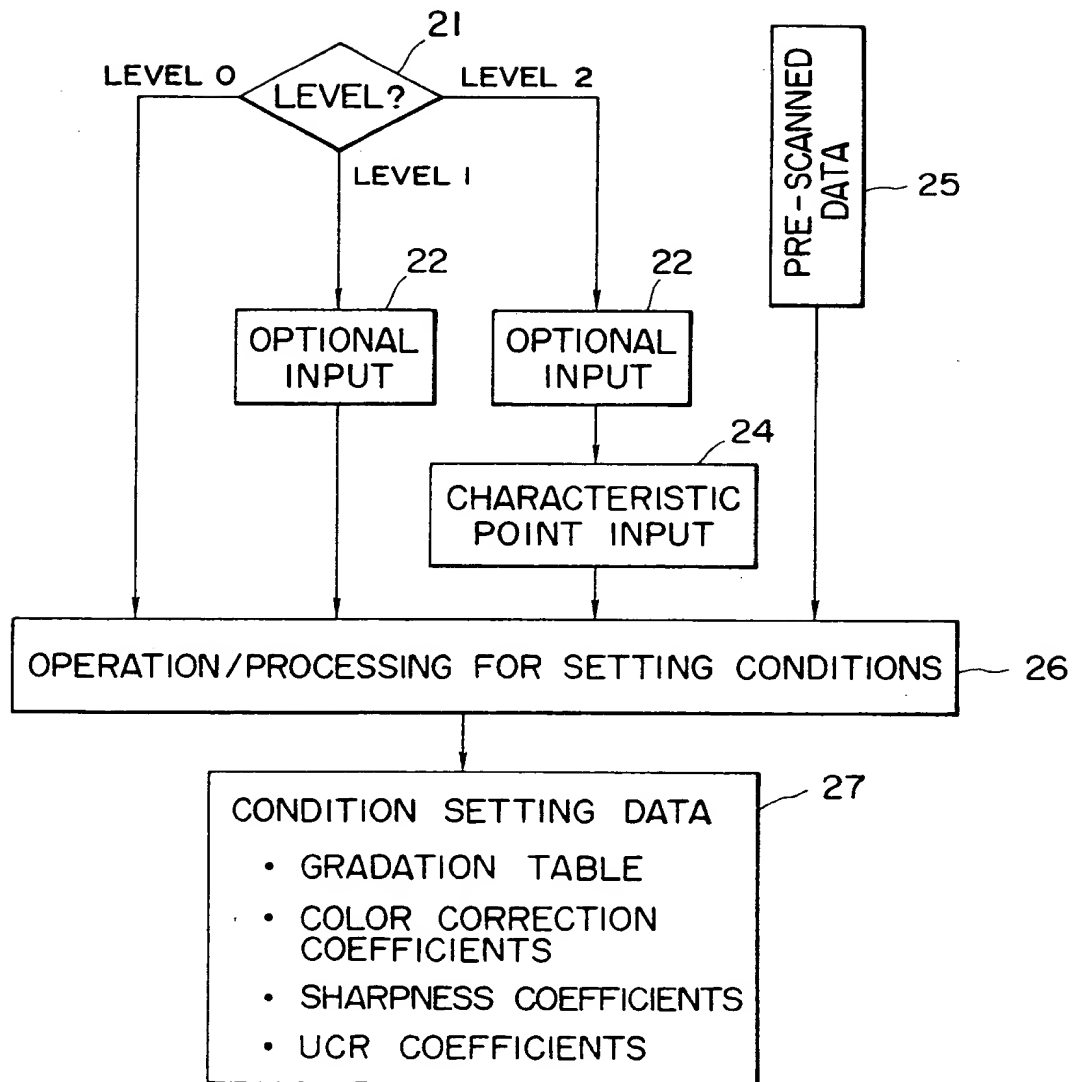 21
LEVEL 0
LEVEL?
LEVEL 2
LEVEL 1
PRE-SCANNED
DATA
25
22
OPTIONAL
INPUT
22
OPTIONAL
INPUT
24
CHARACTERISTIC
POINT INPUT
OPERATION/PROCESSING FOR SETTING CONDITIONS
26
27
CONDITION SETTING DATA
• GRADATION TABLE
• COLOR CORRECTION
COEFFICIENTS
• SHARPNESS COEFFICIENTS
• UCR COEFFICIENTS